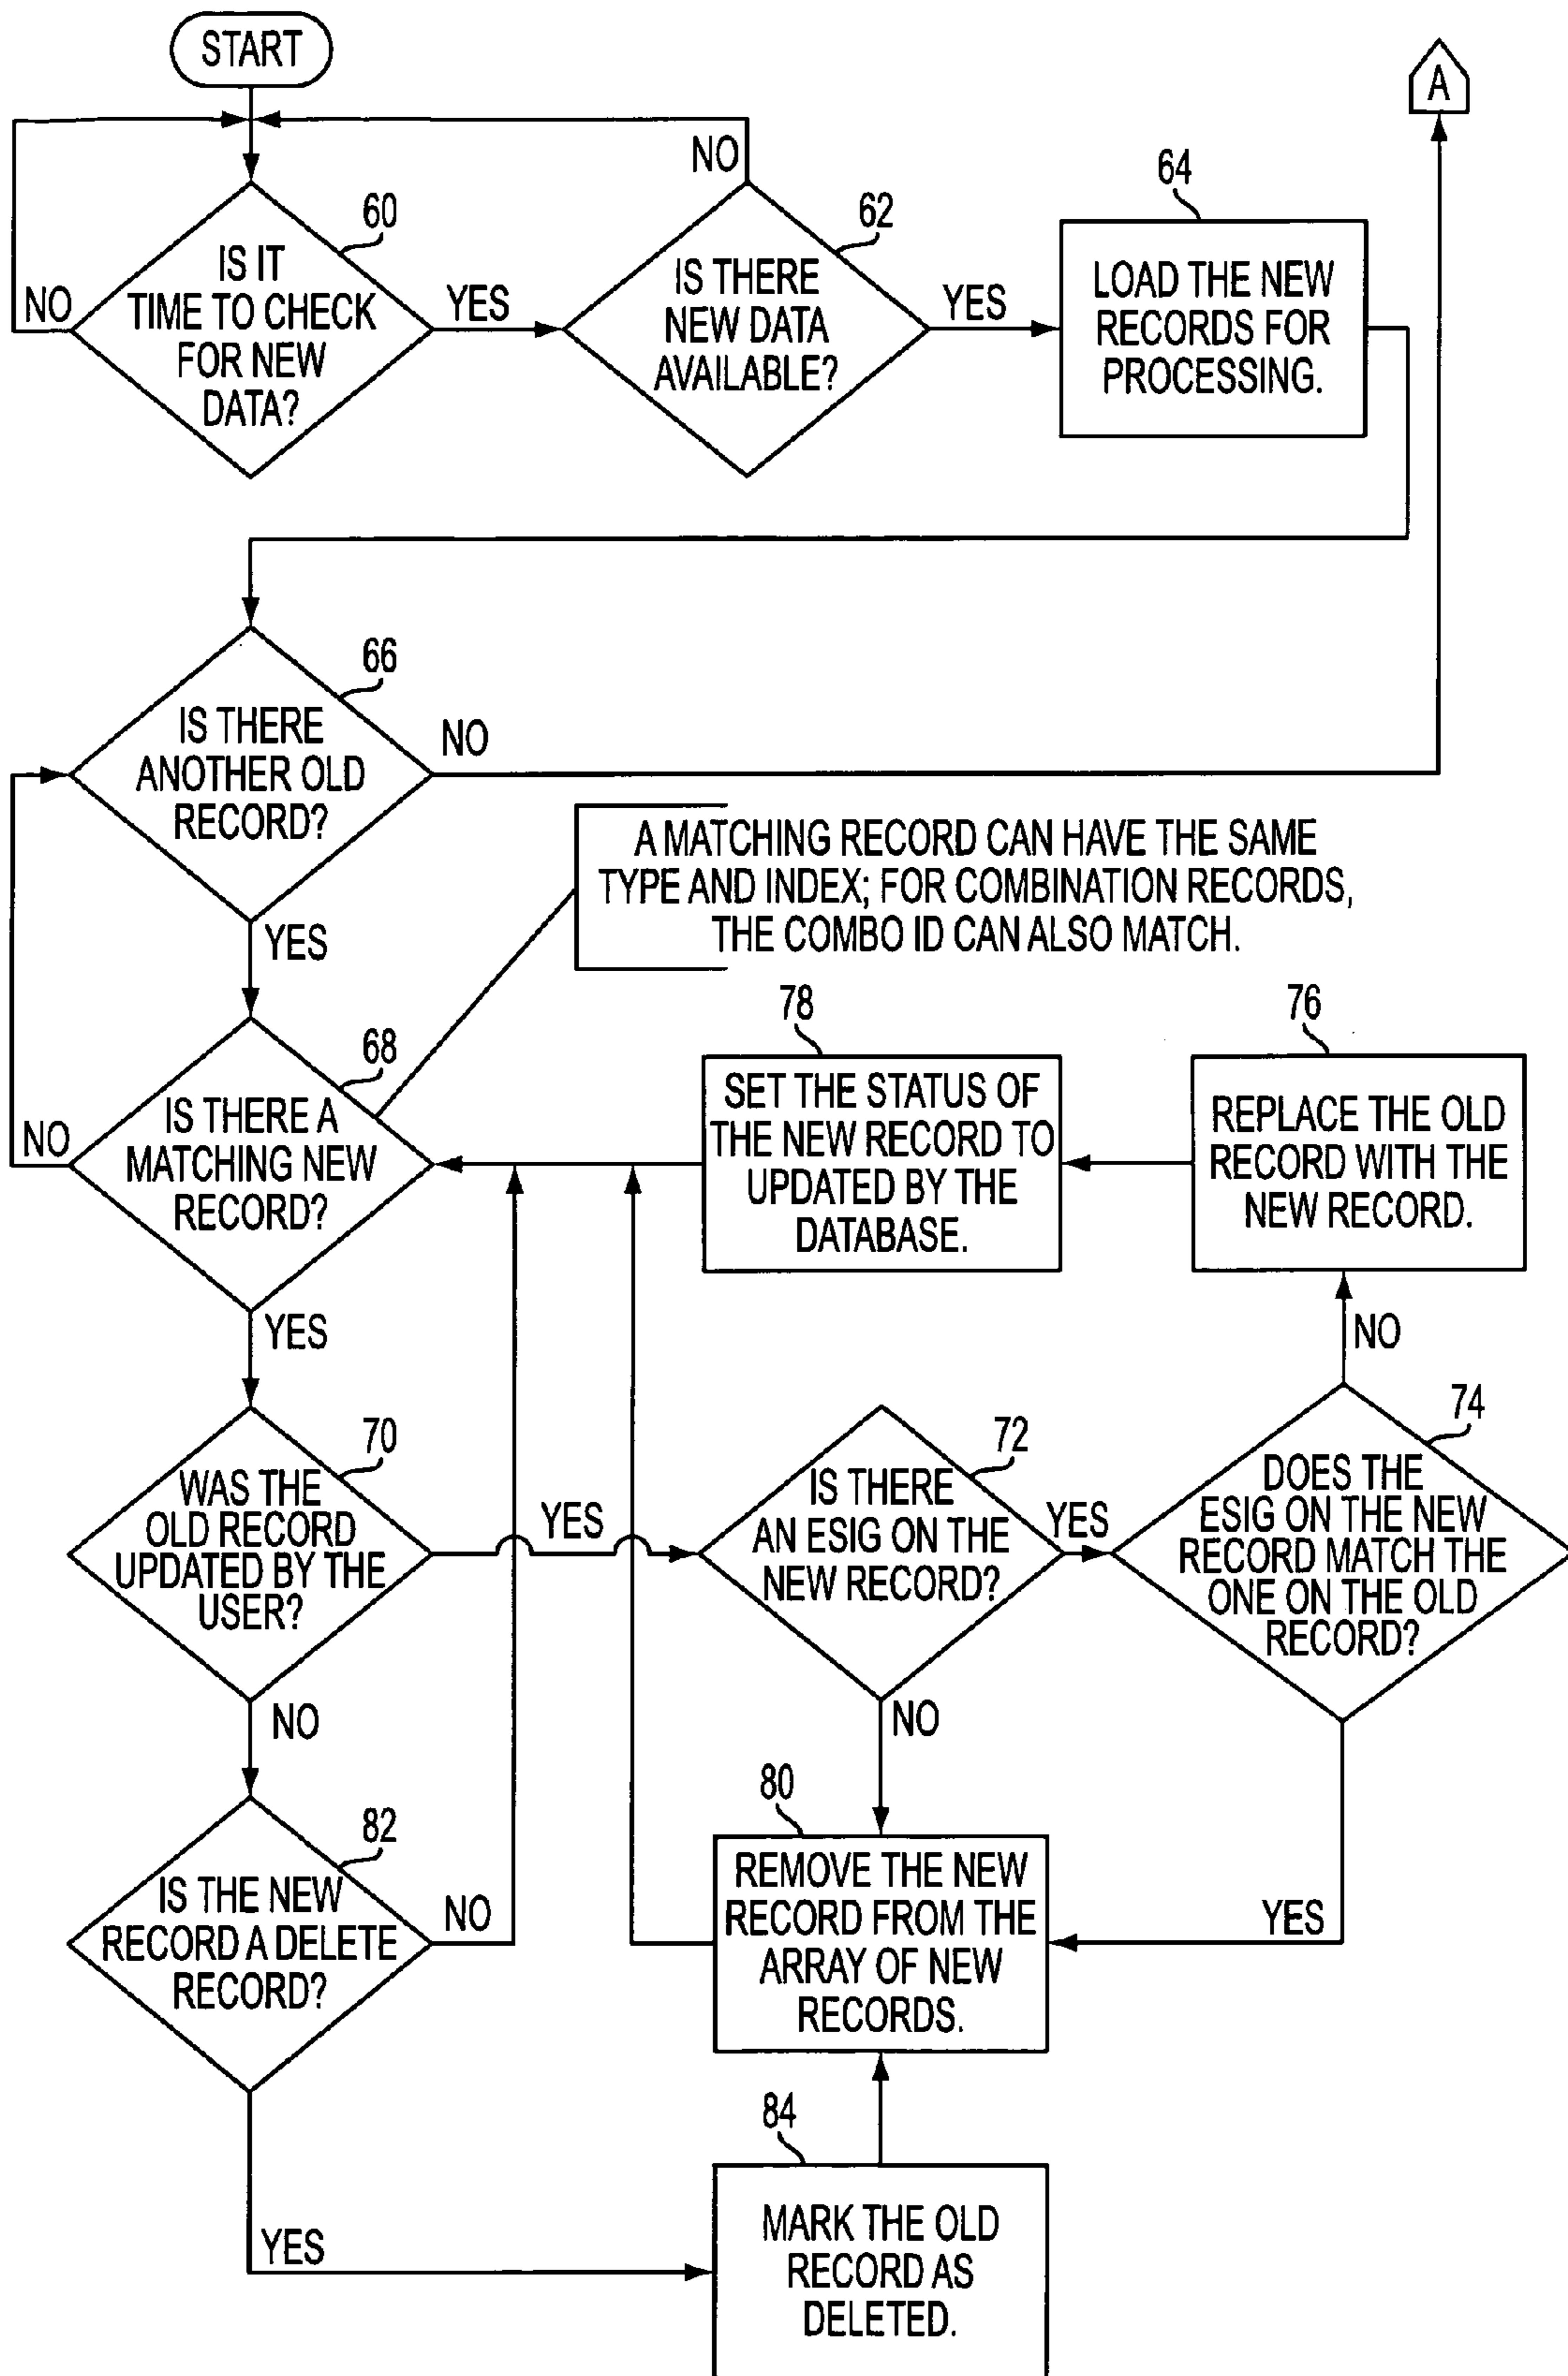 START
A
NO
64
60
62
IS IT
TIME TO CHECK
FOR NEW
DATA?
NO
YES
IS THERE
NEW DATA
AVAILABLE?
YES
LOAD THE NEW
RECORDS FOR
PROCESSING.
66
IS THERE
ANOTHER OLD
RECORD?
NO
YES
A MATCHING RECORD CAN HAVE THE SAME
TYPE AND INDEX; FOR COMBINATION RECORDS,
THE COMBO ID CAN ALSO MATCH.
68
IS THERE A
MATCHING NEW
RECORD?
NO
YES
78
SET THE STATUS OF
THE NEW RECORD TO
UPDATED BY THE
DATABASE.
76
REPLACE THE OLD
RECORD WITH THE
NEW RECORD.
NO
70
WAS THE
OLD RECORD
UPDATED BY THE
USER?
YES
NO
72
IS THERE
AN ESIG ON THE
NEW RECORD?
YES
NO
74
DOES THE
ESIG ON THE NEW
RECORD MATCH THE
ONE ON THE OLD
RECORD?
YES
82
IS THE NEW
RECORD A DELETE
RECORD?
NO
YES
80
REMOVE THE NEW
RECORD FROM THE
ARRAY OF NEW
RECORDS.
84
MARK THE OLD
RECORD AS
DELETED.